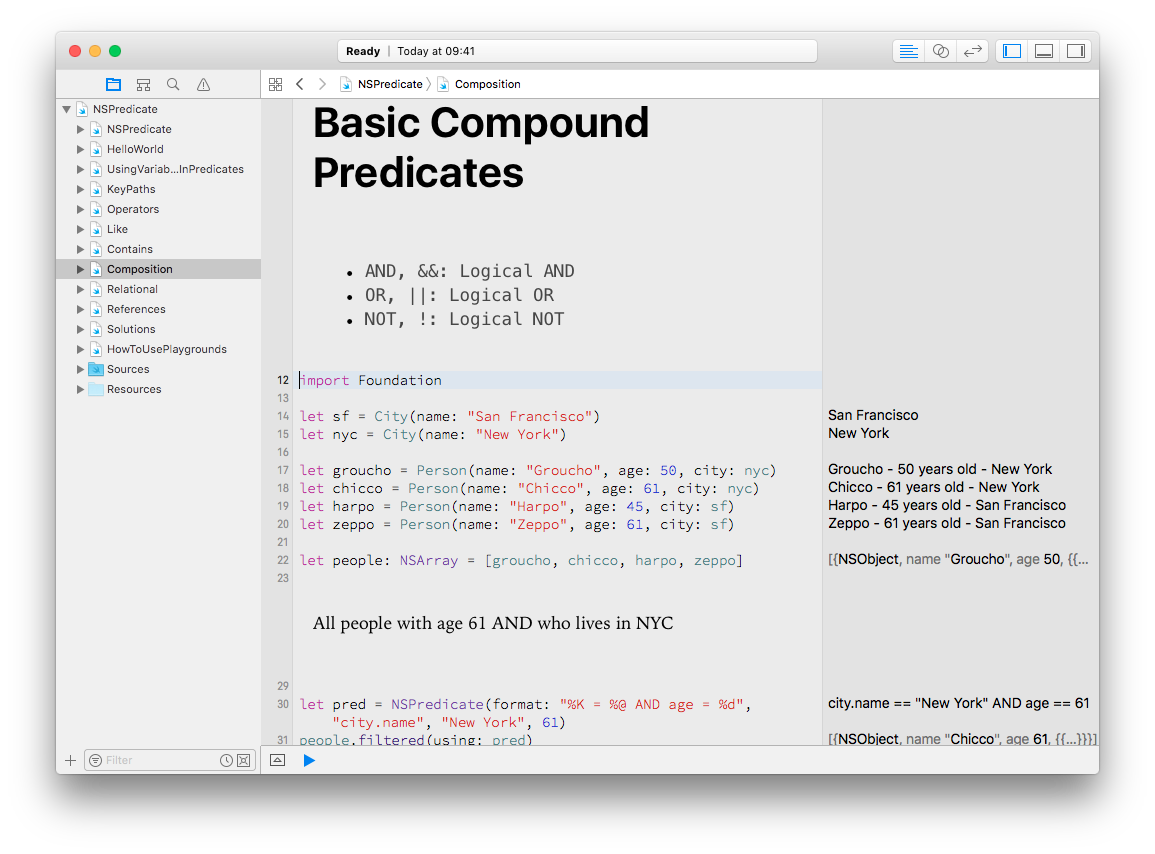 Ready | Today at 09:41
NSPredicate
NSPredicate
HelloWorld
UsingVariab...InPredicates
KeyPaths
Operators
Like
Contains
Composition
Relational
References
Solutions
HowToUsePlaygrounds
Sources
Resources
Filter
NSPredicate
Composition
Basic Compound
Predicates
• AND, &&: Logical AND
• OR, ||: Logical OR
• NOT, !: Logical NOT
12 import Foundation
13
14 let sf = City(name: "San Francisco")
15 let nyc = City(name: "New York")
16
17 let groucho = Person(name: "Groucho", age: 50, city: nyc)
18 let chicco = Person(name: "Chicco", age: 61, city: nyc)
19 let harpo = Person(name: "Harpo", age: 45, city: sf)
20 let zeppo = Person(name: "Zeppo", age: 61, city: sf)
21
22 let people: NSArray = [groucho, chicco, harpo, zeppo]
23
All people with age 61 AND who lives in NYC
29
30 let pred = NSPredicate(format: "%K = %@ AND age = %d",
"city.name", "New York", 61)
31 people.filtered(using: pred)
San Francisco
New York
Groucho - 50 years old - New York
Chicco - 61 years old - New York
Harpo - 45 years old - San Francisco
Zeppo - 61 years old - San Francisco
[{NSObject, name "Groucho", age 50, {{...
city.name == "New York" AND age == 61
[{NSObject, name "Chicco", age 61, {{...}}}]